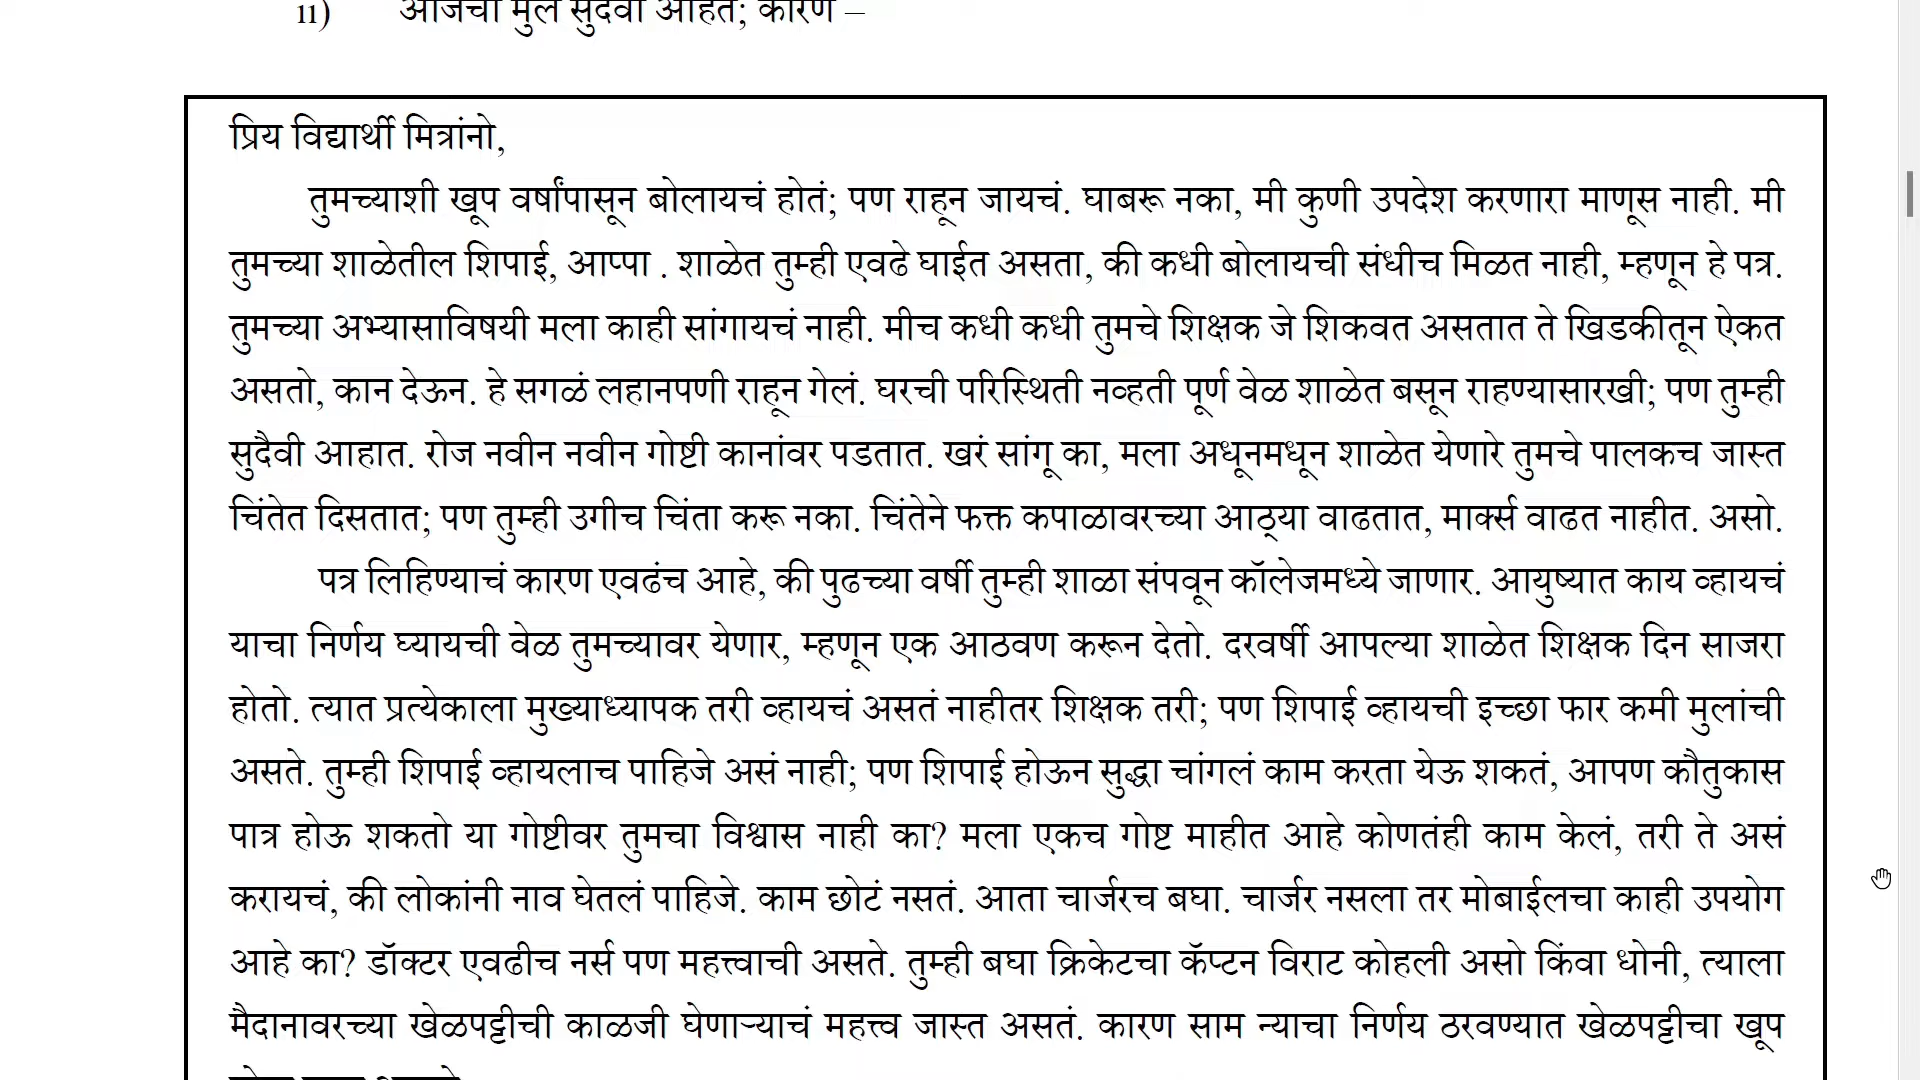 ii) आजची मुले सुदैवी आहेत; कारण –
प्रिय विद्यार्थी मित्रांनो,
तुमच्याशी खूप वर्षांपासून बोलायचं होतं; पण राहून जायचं. घाबरू नका, मी कुणी उपदेश करणारा माणूस नाही. मी
तुमच्या शाळेतील शिपाई, आप्पा . शाळेत तुम्ही एवढे घाईत असता, की कधी बोलायची संधीच मिळत नाही, म्हणून हे पत्र.
तुमच्या अभ्यासाविषयी मला काही सांगायचं नाही. मीच कधी कधी तुमचे शिक्षक जे शिकवत असतात ते खिडकीतून ऐकत
असतो, कान देऊन. हे सगळं लहानपणी राहून गेलं. घरची परिस्थिती नव्हती पूर्ण वेळ शाळेत बसून राहण्यासारखी; पण तुम्ही
सुदैवी आहात. रोज नवीन नवीन गोष्टी कानांवर पडतात. खरं सांगू का, मला अधूनमधून शाळेत येणारे तुमचे पालकच जास्त
चिंतेत दिसतात; पण तुम्ही उगीच चिंता करू नका. चिंतेने फक्त कपाळावरच्या आठ्या वाढतात, मार्क्स वाढत नाहीत. असो.
पत्र लिहिण्याचं कारण एवढंच आहे, की पुढच्या वर्षी तुम्ही शाळा संपवून कॉलेजमध्ये जाणार. आयुष्यात काय व्हायचं
याचा निर्णय घ्यायची वेळ तुमच्यावर येणार, म्हणून एक आठवण करून देतो. दरवर्षी आपल्या शाळेत शिक्षक दिन साजरा
होतो. त्यात प्रत्येकाला मुख्याध्यापक तरी व्हायचं असतं नाहीतर शिक्षक तरी; पण शिपाई व्हायची इच्छा फार कमी मुलांची
असते. तुम्ही शिपाई व्हायलाच पाहिजे असं नाही; पण शिपाई होऊन सुद्धा चांगलं काम करता येऊ शकतं, आपण कौतुकास
पात्र होऊ शकतो या गोष्टीवर तुमचा विश्वास नाही का? मला एकच गोष्ट माहीत आहे कोणतंही काम केलं, तरी ते असं
करायचं, की लोकांनी नाव घेतलं पाहिजे. काम छोटं नसतं. आता चार्जरच बघा. चार्जर नसला तर मोबाईलचा काही उपयोग
आहे का? डॉक्टर एवढीच नर्स पण महत्त्वाची असते. तुम्ही बघा क्रिकेटचा कॅप्टन विराट कोहली असो किंवा धोनी, त्याला
मैदानावरच्या खेळपट्टीची काळजी घेणाऱ्याचं महत्त्व जास्त असतं. कारण साम न्याचा निर्णय ठरवण्यात खेळपट्टीचा खूप